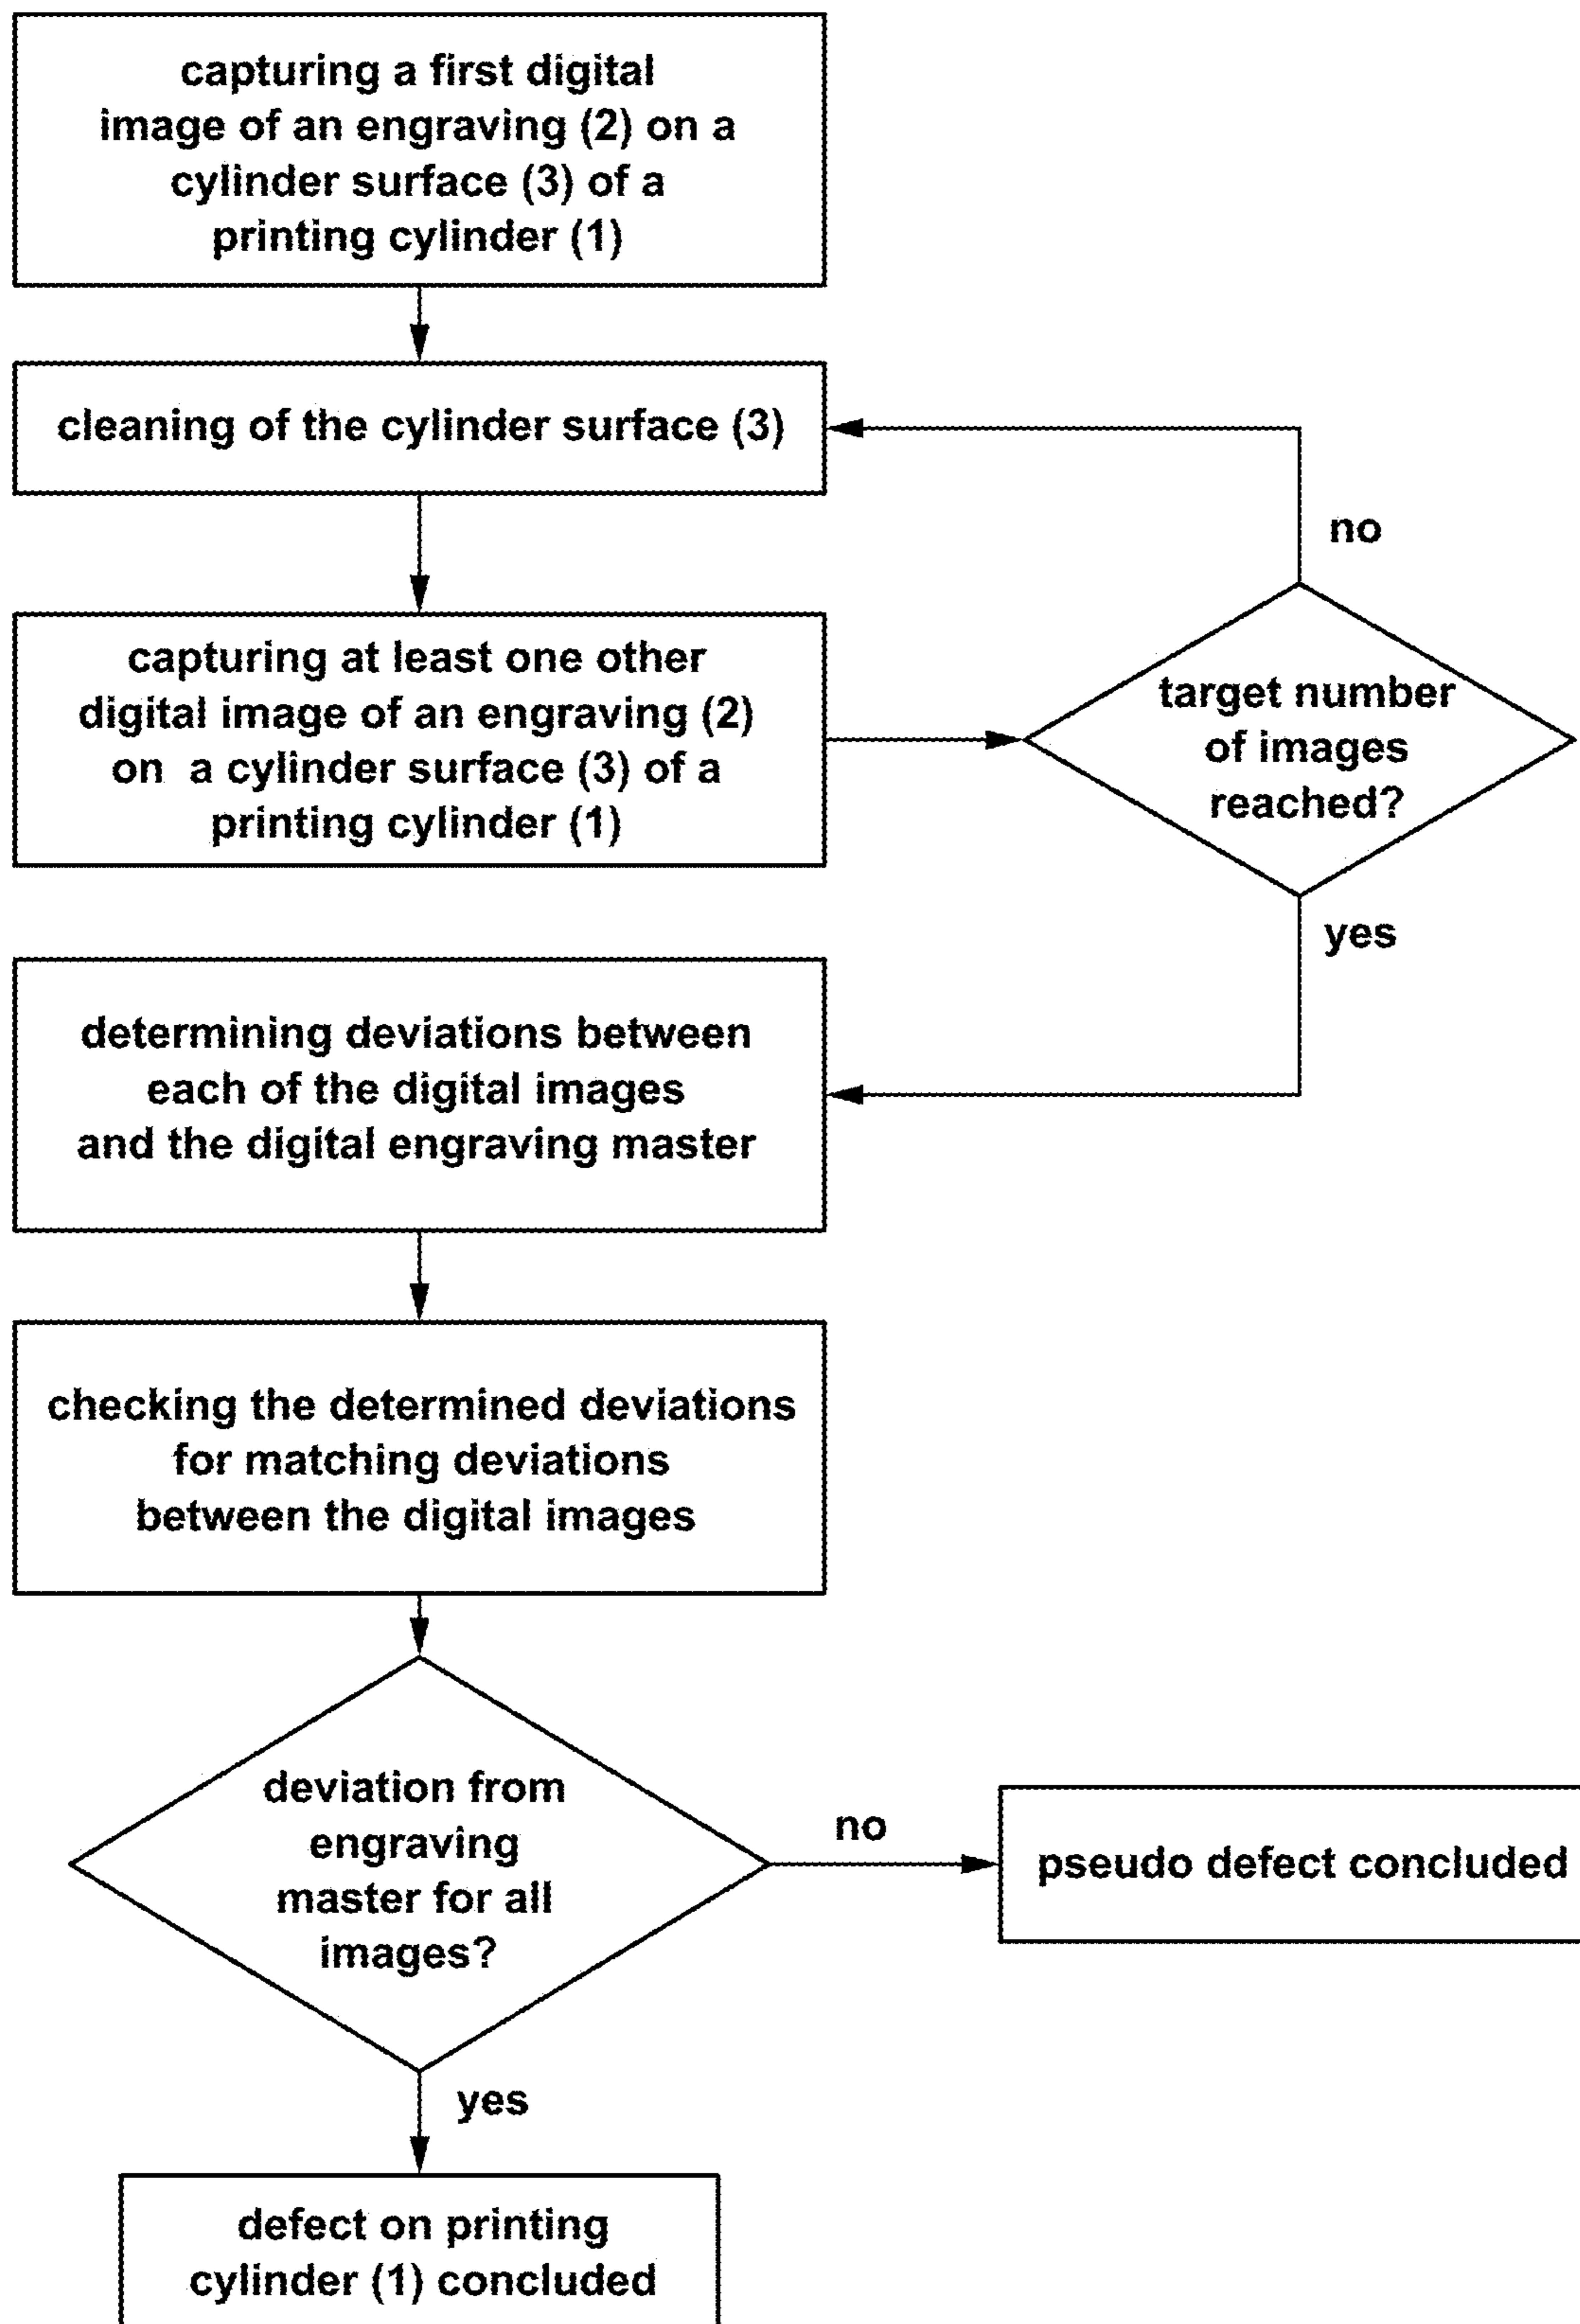 capturing a first digital
image of an engraving (2) on a
cylinder surface (3) of a
printing cylinder (1)
cleaning of the cylinder surface (3)
no
capturing at least one other
digital image of an engraving (2)
on a cylinder surface (3) of a
printing cylinder (1)
target number
of images
reached?
yes
determining deviations between
each of the digital images
and the digital engraving master
checking the determined deviations
for matching deviations
between the digital images
deviation from
engraving
master for all
images?
no
pseudo defect concluded
yes
defect on printing
cylinder (1) concluded